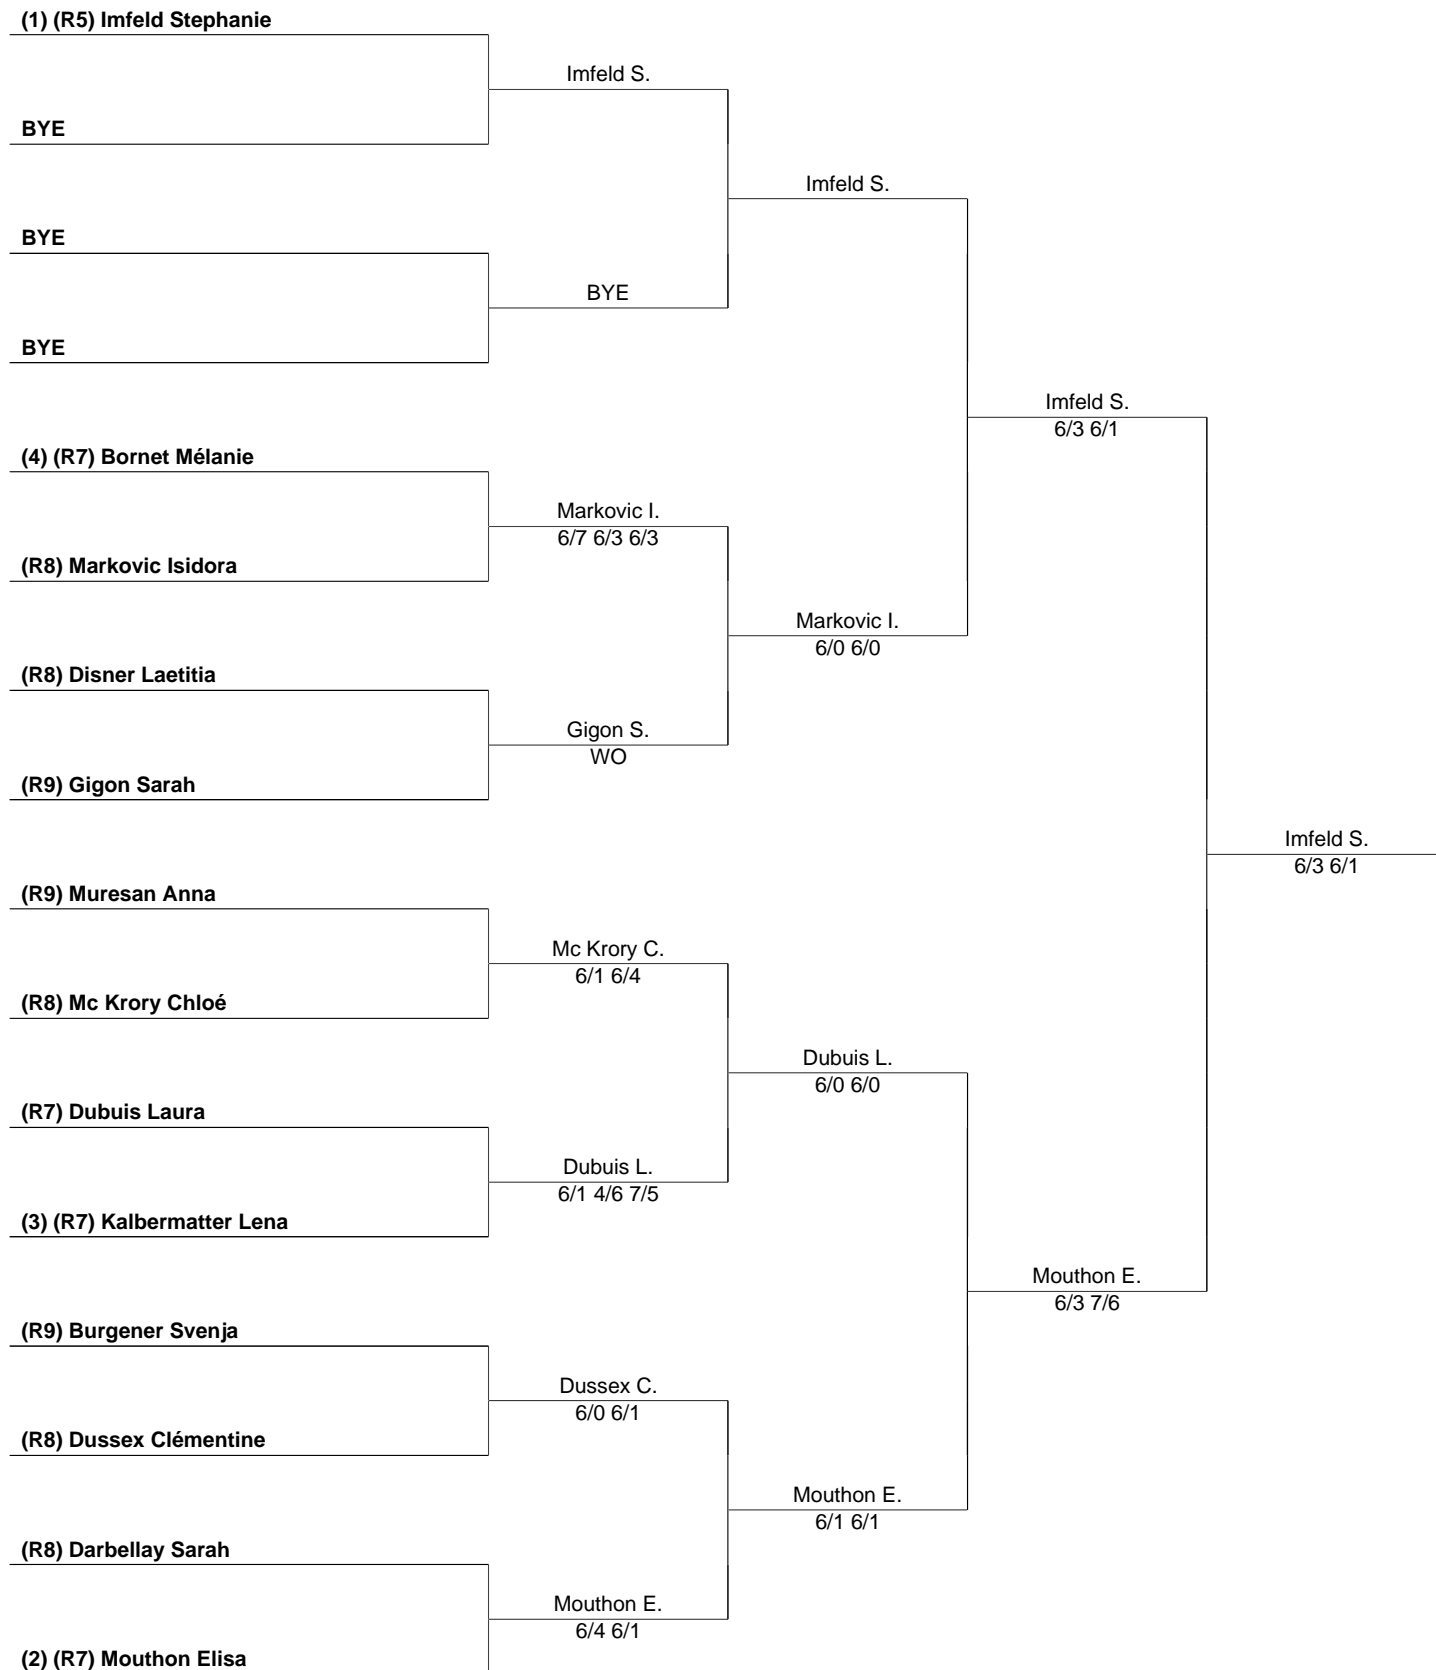 (1) (R5) Imfeld Stephanie
Imfeld S.
BYE
Imfeld S.
BYE
BYE
BYE
Imfeld S.
6/3 6/1
(4) (R7) Bornet Mélanie
Markovic I.
6/7 6/3 6/3
(R8) Markovic Isidora
Markovic I.
6/0 6/0
(R8) Disner Laetitia
Gigon S.
WO
(R9) Gigon Sarah
Imfeld S.
6/3 6/1
(R9) Muresan Anna
Mc Krory C.
6/1 6/4
(R8) Mc Krory Chloé
Dubuis L.
6/0 6/0
(R7) Dubuis Laura
Dubuis L.
6/1 4/6 7/5
(3) (R7) Kalbermatter Lena
Mouthon E.
6/3 7/6
(R9) Burgener Svenja
Dussex C.
6/0 6/1
(R8) Dussex Clémentine
Mouthon E.
6/1 6/1
(R8) Darbellay Sarah
Mouthon E.
6/4 6/1
(2) (R7) Mouthon Elisa